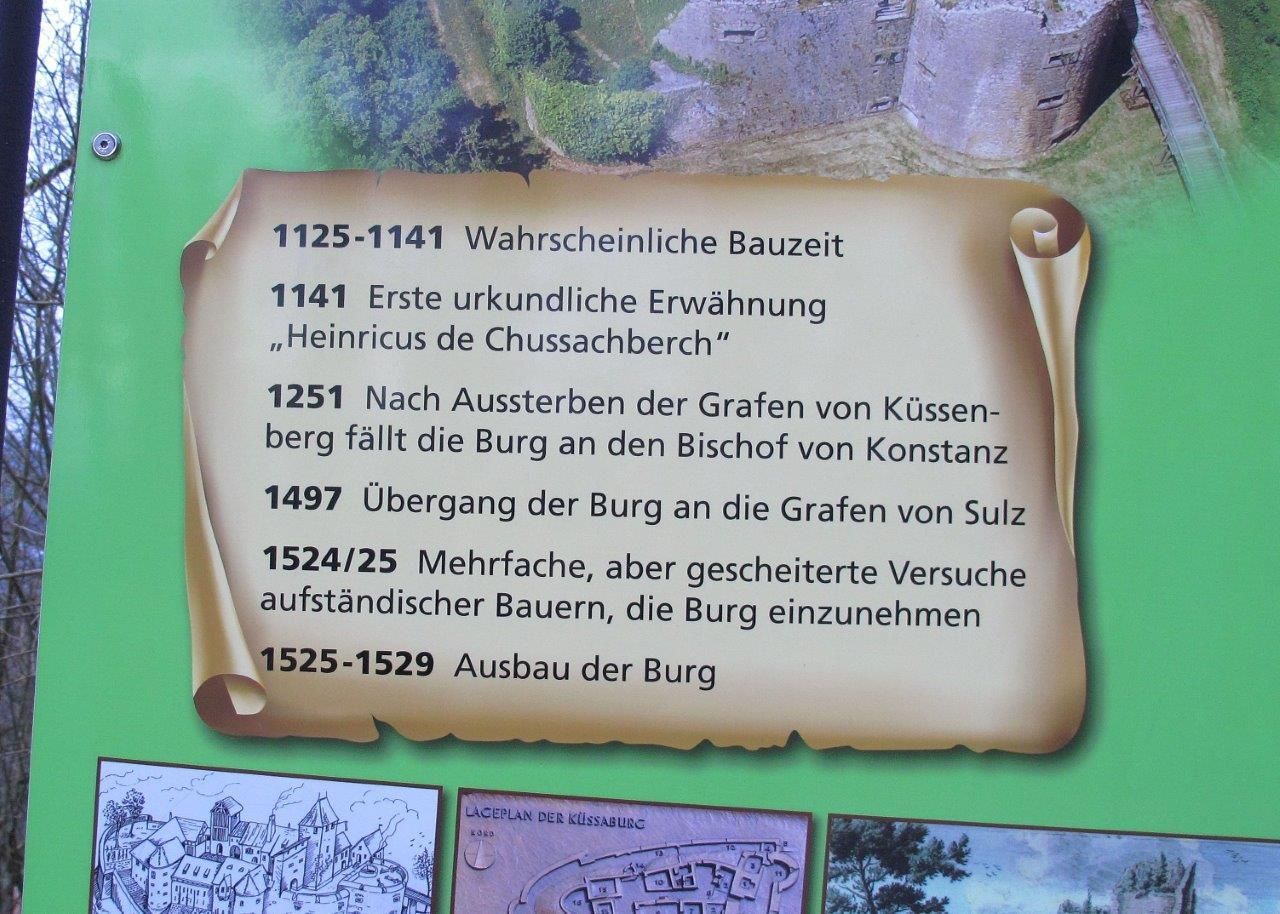 1125-1141 Wahrscheinliche Bauzeit
1141 Erste urkundliche Erwähnung
„Heinricus de Chussachberch“
1251 Nach Aussterben der Grafen von Küssen-
berg fällt die Burg an den Bischof von Konstanz
1497 Übergang der Burg an die Grafen von Sulz
1524/25 Mehrfache, aber gescheiterte Versuche
aufständischer Bauern, die Burg einzunehmen
1525-1529 Ausbau der Burg
LAGEPLAN DER KÜSSABURG
NORD